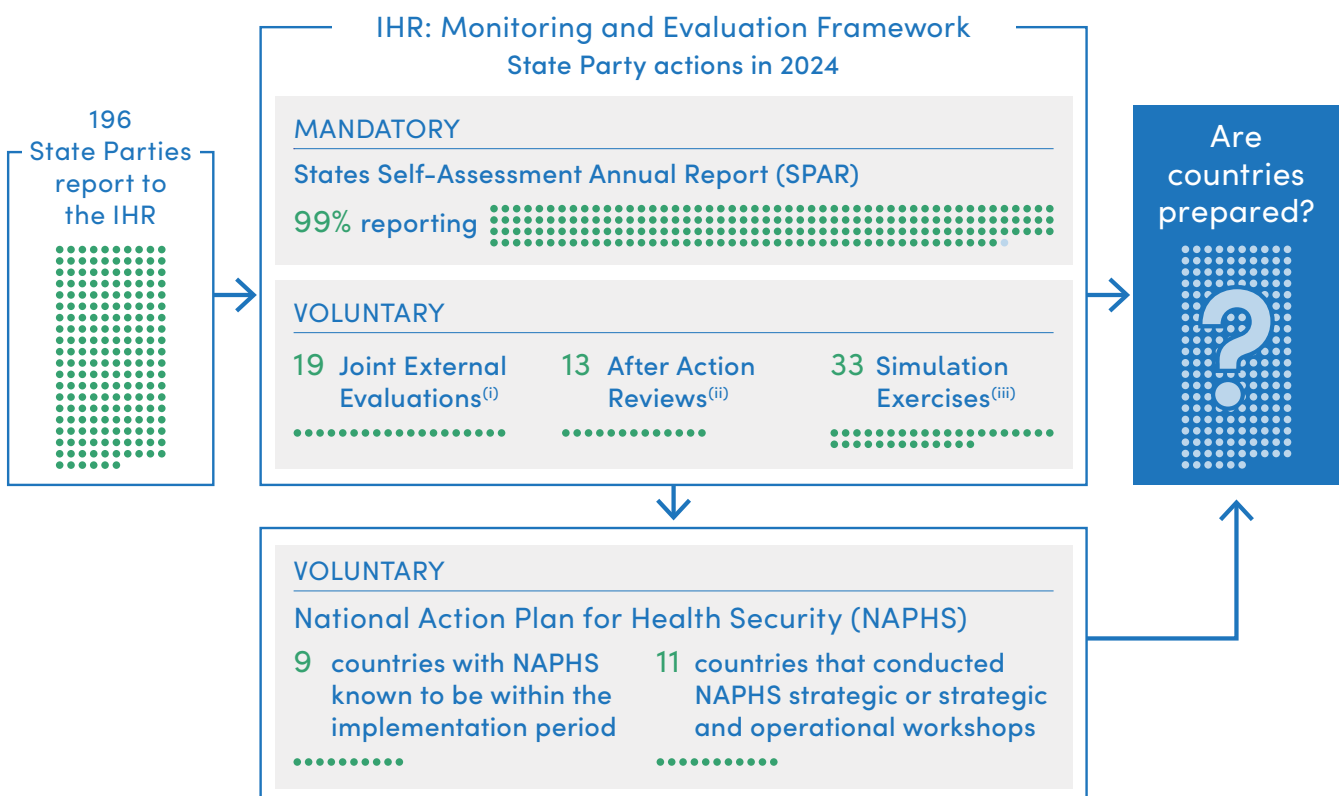 IHR: Monitoring and Evaluation Framework
State Party actions in 2024
196
State Parties
report to
the IHR
MANDATORY
States Self-Assessment Annual Report (SPAR)
99% reporting
VOLUNTARY
19 Joint External
Evaluations(i)
13 After Action
Reviews(ii)
33 Simulation
Exercises(iii)
Are
countries
prepared?
?
VOLUNTARY
National Action Plan for Health Security (NAPHS)
9 countries with NAPHS
known to be within the
implementation period
11 countries that conducted
NAPHS strategic or strategic
and operational workshops